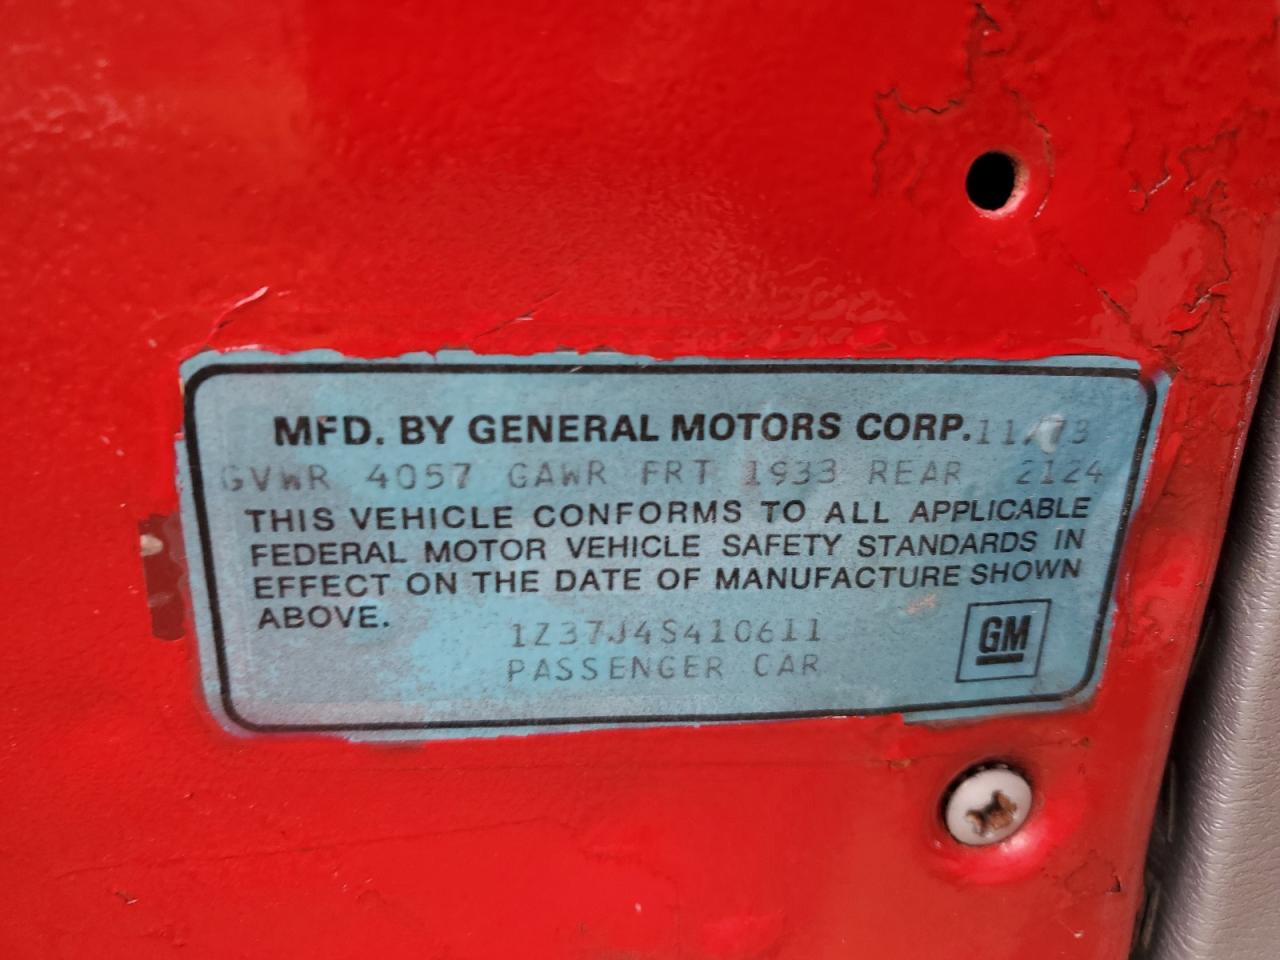 MFD. BY GENERAL MOTORS CORP. 11/73
GVWR 4057 GAWR FRT 1933 REAR 2124
THIS VEHICLE CONFORMS TO ALL APPLICABLE
FEDERAL MOTOR VEHICLE SAFETY STANDARDS IN
EFFECT ON THE DATE OF MANUFACTURE SHOWN
ABOVE.
1Z37J4S410611
PASSENGER CAR
GM